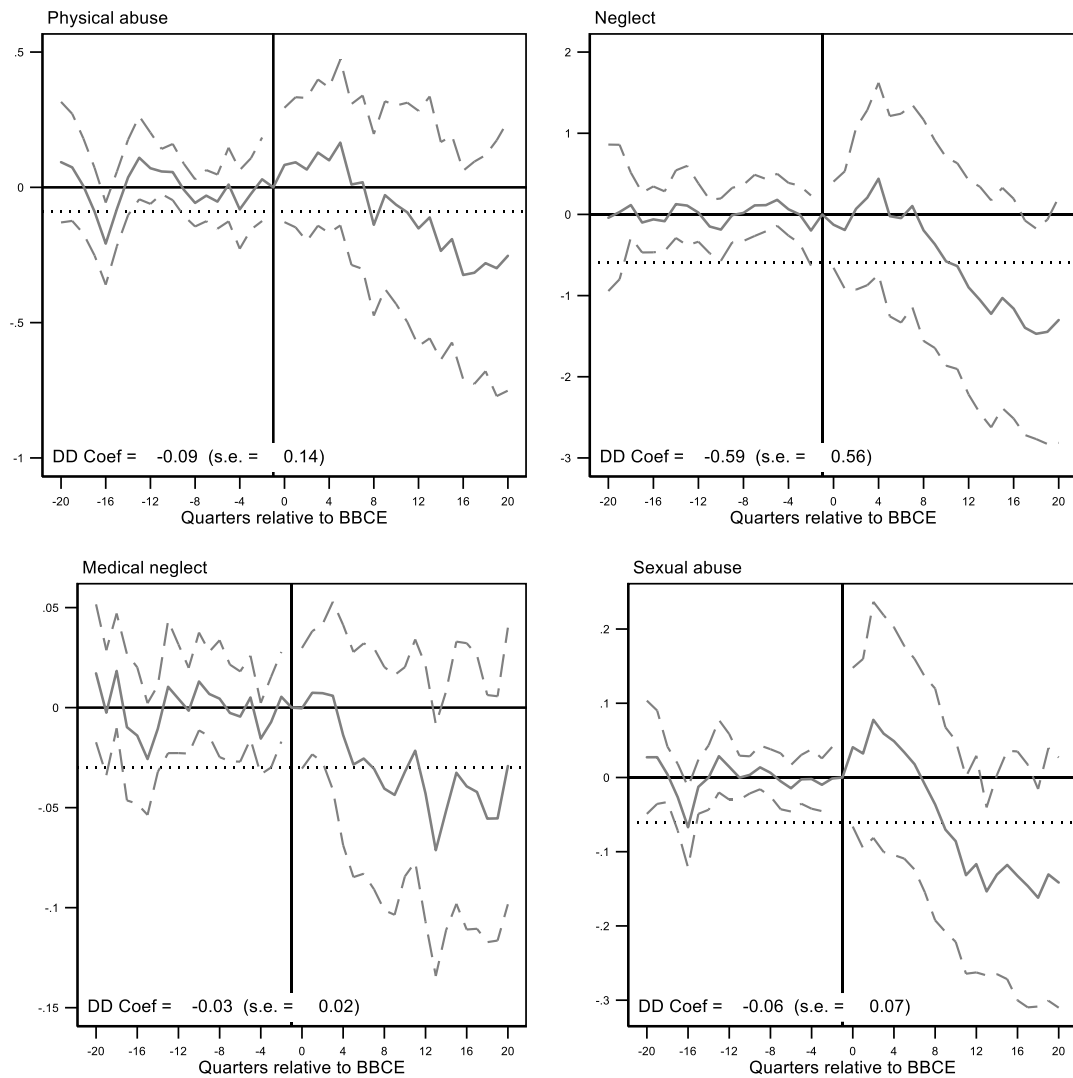 Physical abuse
.5
0
-.5
-1
DD Coef = -0.09 (s.e. = 0.14)
-20 -16 -12 -8 -4 0 4 8 12 16 20
Quarters relative to BBCE
Neglect
2
1
0
-1
-2
-3
DD Coef = -0.59 (s.e. = 0.56)
-20 -16 -12 -8 -4 0 4 8 12 16 20
Quarters relative to BBCE
Medical neglect
.05
0
-.05
-.1
-.15
DD Coef = -0.03 (s.e. = 0.02)
-20 -16 -12 -8 -4 0 4 8 12 16 20
Quarters relative to BBCE
Sexual abuse
.2
.1
0
-.1
-.2
-.3
DD Coef = -0.06 (s.e. = 0.07)
-20 -16 -12 -8 -4 0 4 8 12 16 20
Quarters relative to BBCE